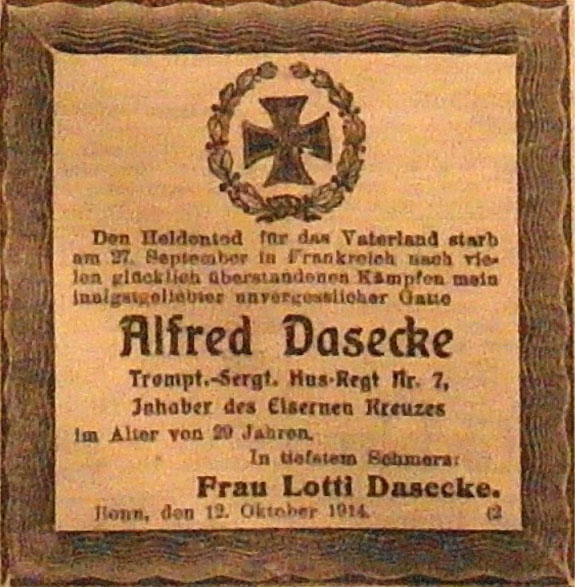 Den Heldentod für das Vaterland starb
am 27. September in Frankreich nach vie-
len glücklich überstandenen Kämpfen mein
innigstgeliebter unvergesslicher Gatte
Alfred Dasecke
Trompt.-Sergt. Hus-Regt Nr. 7,
Inhaber des Eisernen Kreuzes
im Alter von 29 Jahren.
In tiefstem Schmerz:
Frau Lotti Dasecke.
Bonn, den 12. Oktober 1914. (2